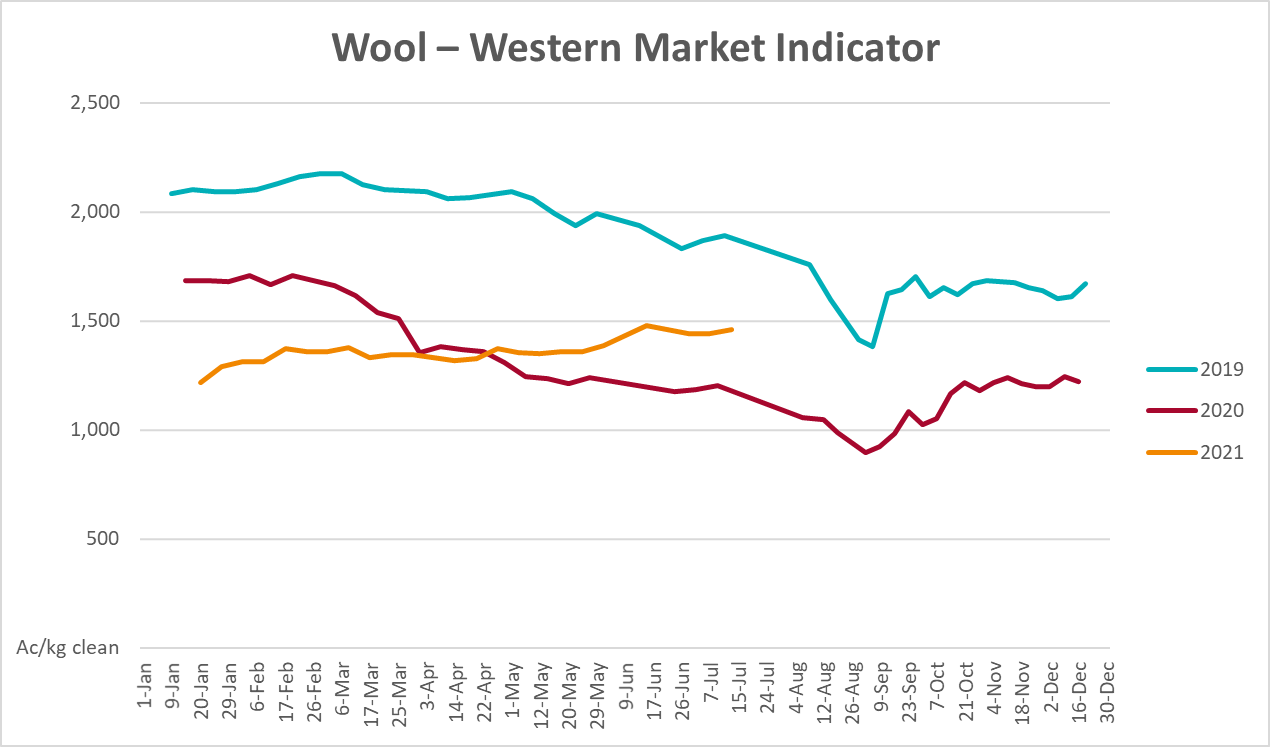 Wool – Western Market Indicator
2,500
2,000
1,500
1,000
500
Ac/kg clean
1-Jan
9-Jan
20-Jan
29-Jan
6-Feb
17-Feb
26-Feb
6-Mar
17-Mar
25-Mar
3-Apr
14-Apr
22-Apr
1-May
12-May
20-May
29-May
9-Jun
17-Jun
26-Jun
7-Jul
15-Jul
24-Jul
4-Aug
12-Aug
26-Aug
9-Sep
23-Sep
7-Oct
21-Oct
4-Nov
18-Nov
2-Dec
16-Dec
30-Dec
2019
2020
2021